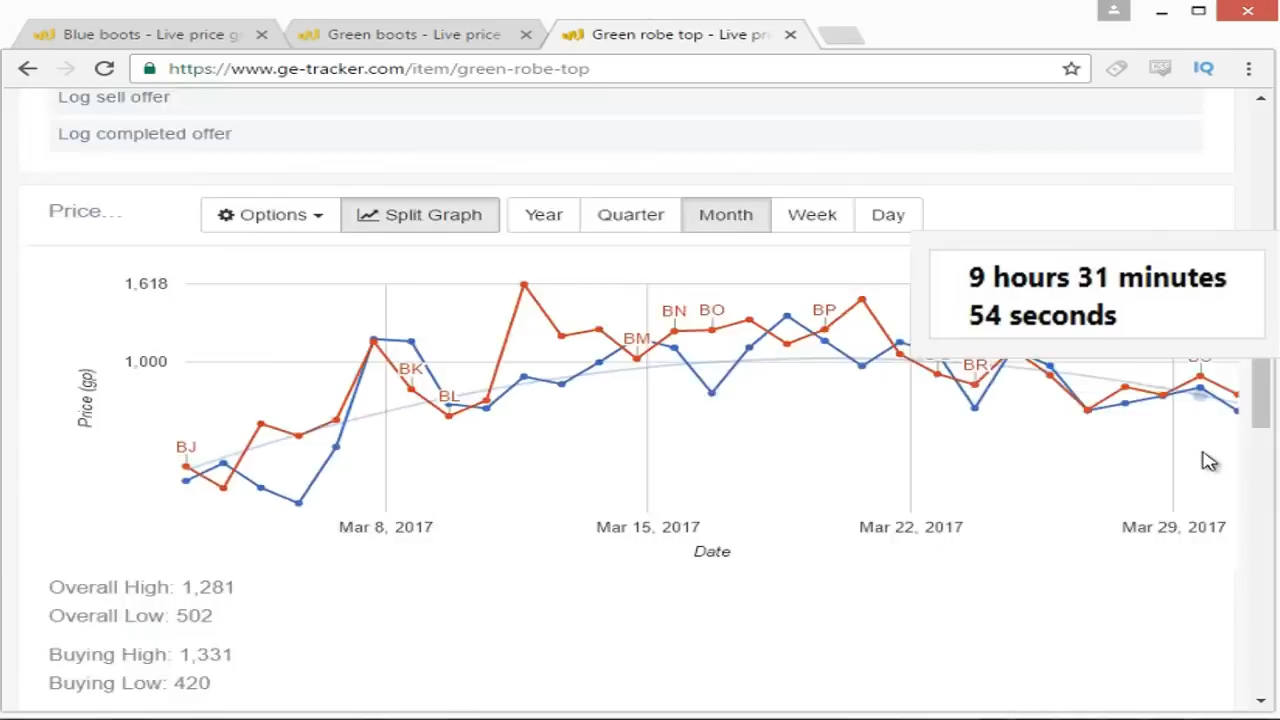 Blue boots - Live price g
Green boots - Live price
Green robe top - Live pr
https://www.ge-tracker.com/item/green-robe-top
IQ
Log sell offer
Log completed offer
Price...
Options
Split Graph
Year
Quarter
Month
Week
Day
9 hours 31 minutes
54 seconds
1,618
1,000
Price (gp)
BJ
BK
BL
BM
BN
BO
BP
BR
Mar 8, 2017
Mar 15, 2017
Mar 22, 2017
Mar 29, 2017
Date
Overall High: 1,281
Overall Low: 502
Buying High: 1,331
Buying Low: 420